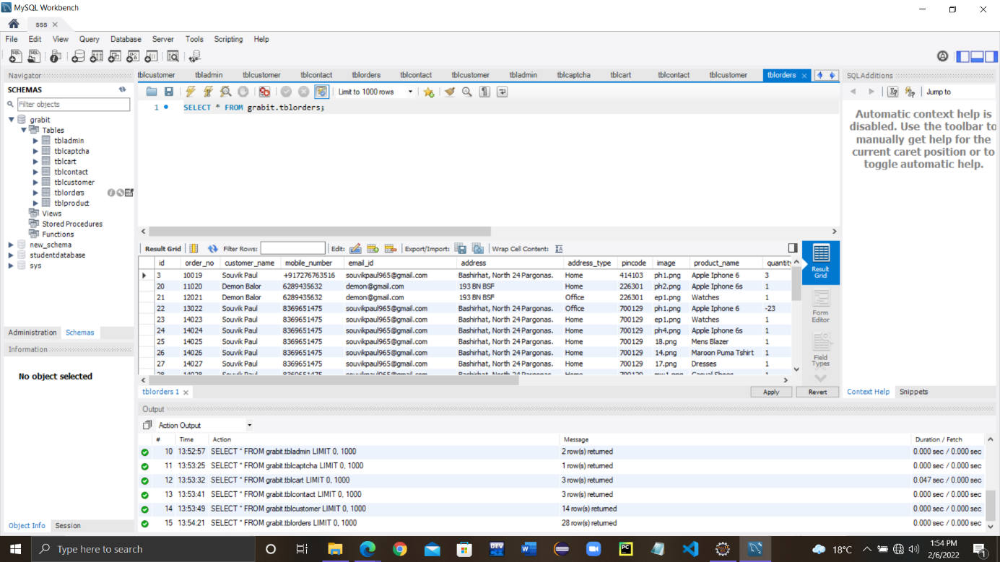 MySQL Workbench
sss
File Edit View Query Database Server Tools Scripting Help
Navigator
SCHEMAS
Filter objects
grabit
Tables
tbladmin
tblcaptcha
tblcart
tblcontact
tblcustomer
tblorders
tblproduct
Views
Stored Procedures
Functions
new_schema
studentdatabase
sys
Administration Schemas
Information
No object selected
Object Info Session
tblcustomer tbladmin tblcustomer tblcontact tblorders tblcontact tblcustomer tbladmin tblcaptcha tblcart tblcontact tblcustomer tblorders
Limit to 1000 rows
1 SELECT * FROM grabit.tblorders;
SQLAdditions
Jump to
Automatic context help is
disabled. Use the toolbar to
manually get help for the
current caret position or to
toggle automatic help.
Result Grid Filter Rows: Edit: Export/Import: Wrap Cell Content:
id order_no customer_name mobile_number email_id address address_type pincode image product_name quantity
3 10019 Souvik Paul +917276763516 souvikpaul965@gmail.com Bashirhat, North 24 Pargonas. Home 414103 ph1.png Apple Iphone 6 3
20 11020 Demon Balor 6289435632 demon@gmail.com 193 BN BSF Home 226301 ph2.png Apple Iphone 6s 1
21 12021 Demon Balor 6289435632 demon@gmail.com 193 BN BSF Office 226301 ep1.png Watches 1
22 13022 Souvik Paul 8369651475 souvikpaul965@gmail.com Bashirhat, North 24 Pargonas. Office 700129 ph1.png Apple Iphone 6 -23
23 14023 Souvik Paul 8369651475 souvikpaul965@gmail.com Bashirhat, North 24 Pargonas. Home 700129 ep1.png Watches 1
24 14024 Souvik Paul 8369651475 souvikpaul965@gmail.com Bashirhat, North 24 Pargonas. Home 700129 ph4.png Apple Iphone 6s 1
25 14025 Souvik Paul 8369651475 souvikpaul965@gmail.com Bashirhat, North 24 Pargonas. Home 700129 18.png Mens Blazer 1
26 14026 Souvik Paul 8369651475 souvikpaul965@gmail.com Bashirhat, North 24 Pargonas. Home 700129 14.png Maroon Puma Tshirt 1
27 14027 Souvik Paul 8369651475 souvikpaul965@gmail.com Bashirhat, North 24 Pargonas. Home 700129 17.png Dresses 1
28 14028 Souvik Paul 8369651475 souvikpaul965@gmail.com Bashirhat, North 24 Pargonas. Home 700129 mw1.png Casual Shoes 1
Result
Grid
Form
Editor
Field
Types
tblorders 1 Apply Revert
Context Help Snippets
Output
Action Output
# Time Action Message Duration / Fetch
10 13:52:57 SELECT * FROM grabit.tbladmin LIMIT 0, 1000 2 row(s) returned 0.000 sec / 0.000 sec
11 13:53:25 SELECT * FROM grabit.tblcaptcha LIMIT 0, 1000 1 row(s) returned 0.000 sec / 0.000 sec
12 13:53:32 SELECT * FROM grabit.tblcart LIMIT 0, 1000 3 row(s) returned 0.047 sec / 0.000 sec
13 13:53:41 SELECT * FROM grabit.tblcontact LIMIT 0, 1000 3 row(s) returned 0.000 sec / 0.000 sec
14 13:53:49 SELECT * FROM grabit.tblcustomer LIMIT 0, 1000 14 row(s) returned 0.000 sec / 0.000 sec
15 13:54:21 SELECT * FROM grabit.tblorders LIMIT 0, 1000 28 row(s) returned 0.000 sec / 0.000 sec
Type here to search
18°C
1:54 PM
2/6/2022